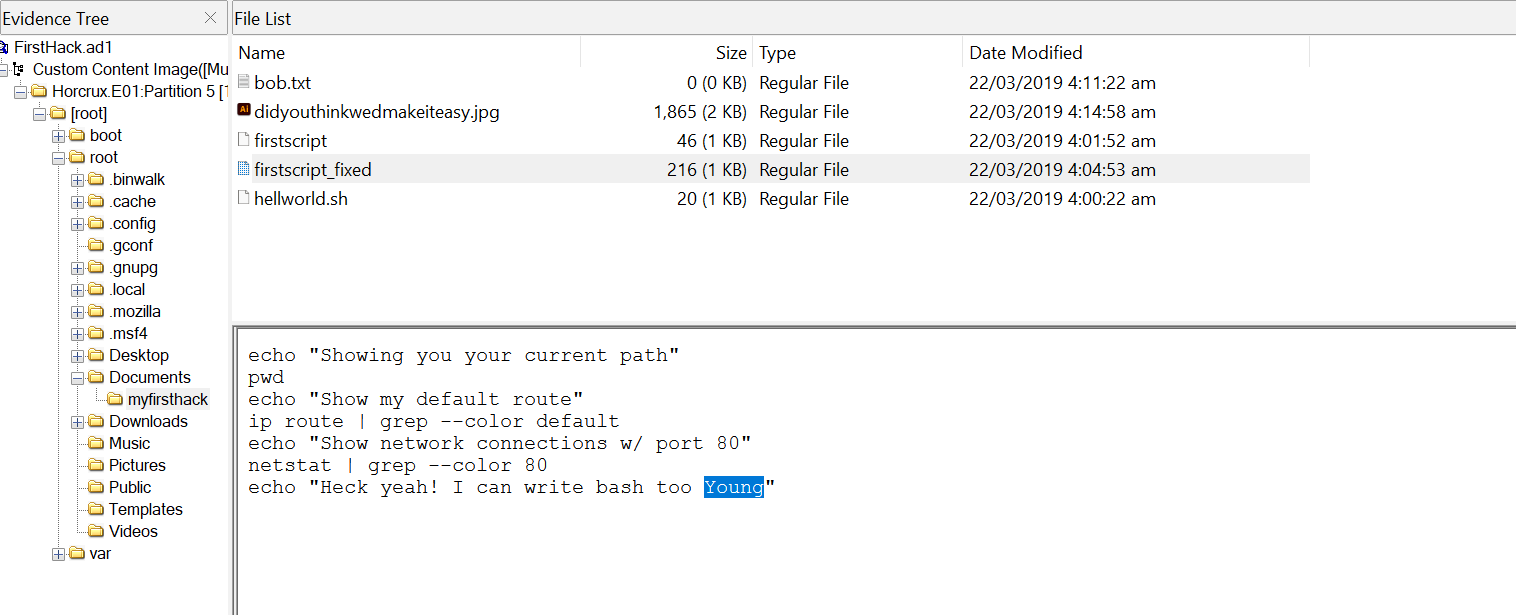 Evidence Tree
FirstHack.ad1
Custom Content Image([Mu
Horcrux.E01:Partition 5 [1
[root]
boot
root
.binwalk
.cache
.config
.gconf
.gnupg
.local
.mozilla
.msf4
Desktop
Documents
myfirsthack
Downloads
Music
Pictures
Public
Templates
Videos
var
File List
Name Size Type Date Modified
bob.txt 0 (0 KB) Regular File 22/03/2019 4:11:22 am
Ai didyouthinkwedmakeiteasy.jpg 1,865 (2 KB) Regular File 22/03/2019 4:14:58 am
firstscript 46 (1 KB) Regular File 22/03/2019 4:01:52 am
firstscript_fixed 216 (1 KB) Regular File 22/03/2019 4:04:53 am
hellworld.sh 20 (1 KB) Regular File 22/03/2019 4:00:22 am
echo "Showing you your current path"
pwd
echo "Show my default route"
ip route | grep --color default
echo "Show network connections w/ port 80"
netstat | grep --color 80
echo "Heck yeah! I can write bash too Young"